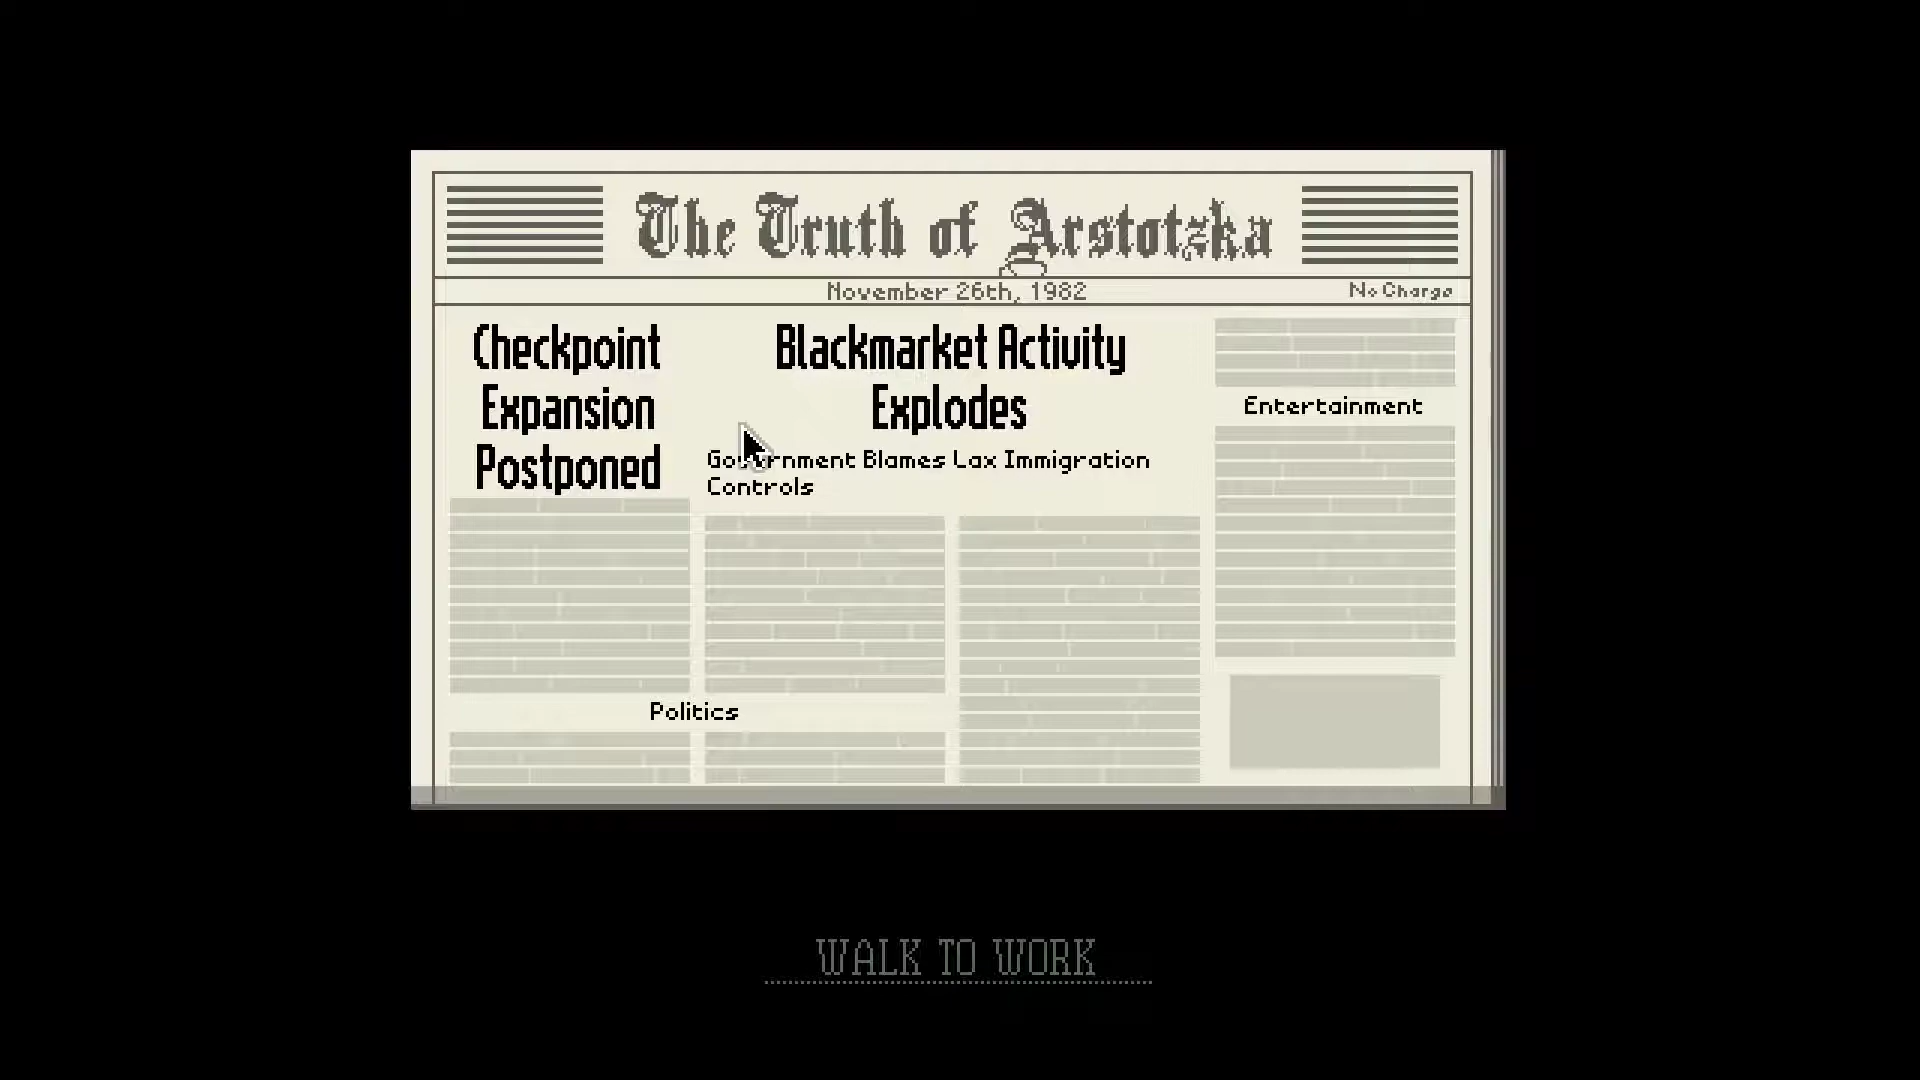 The Truth of Arstotzka
November 26th, 1982
No Charge
Checkpoint
Expansion
Postponed
Blackmarket Activity
Explodes
Government Blames Lax Immigration
Controls
Entertainment
Politics
WALK TO WORK